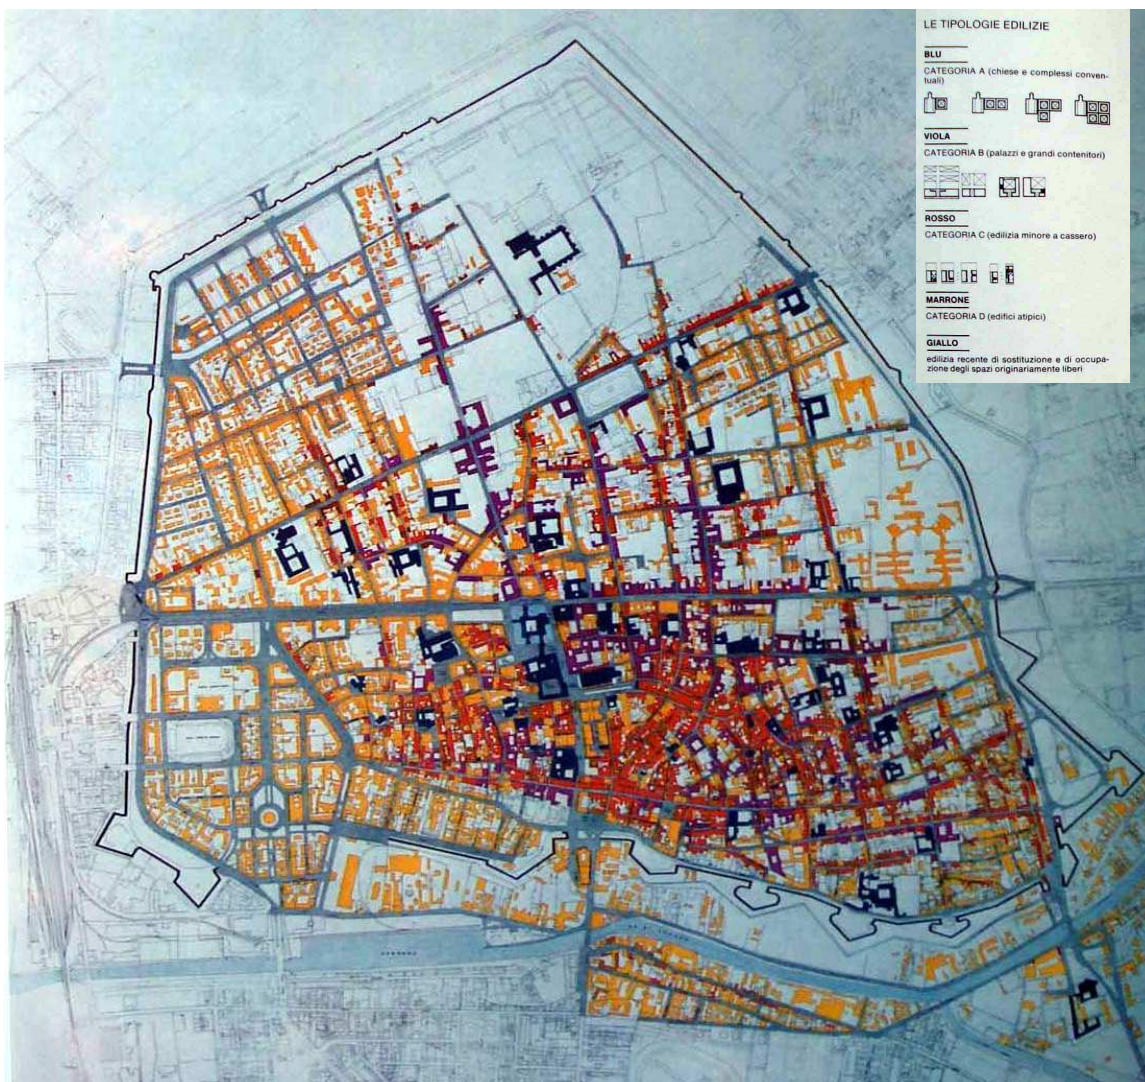 LE TIPOLOGIE EDILIZIE
BLU
CATEGORIA A (chiese e complessi conven-
tuali)
VIOLA
CATEGORIA B (palazzi e grandi contenitori)
ROSSO
CATEGORIA C (edilizia minore a cassero)
MARRONE
CATEGORIA D (edifici atipici)
GIALLO
edilizia recente di sostituzione e di occupa-
zione degli spazi originariamente liberi